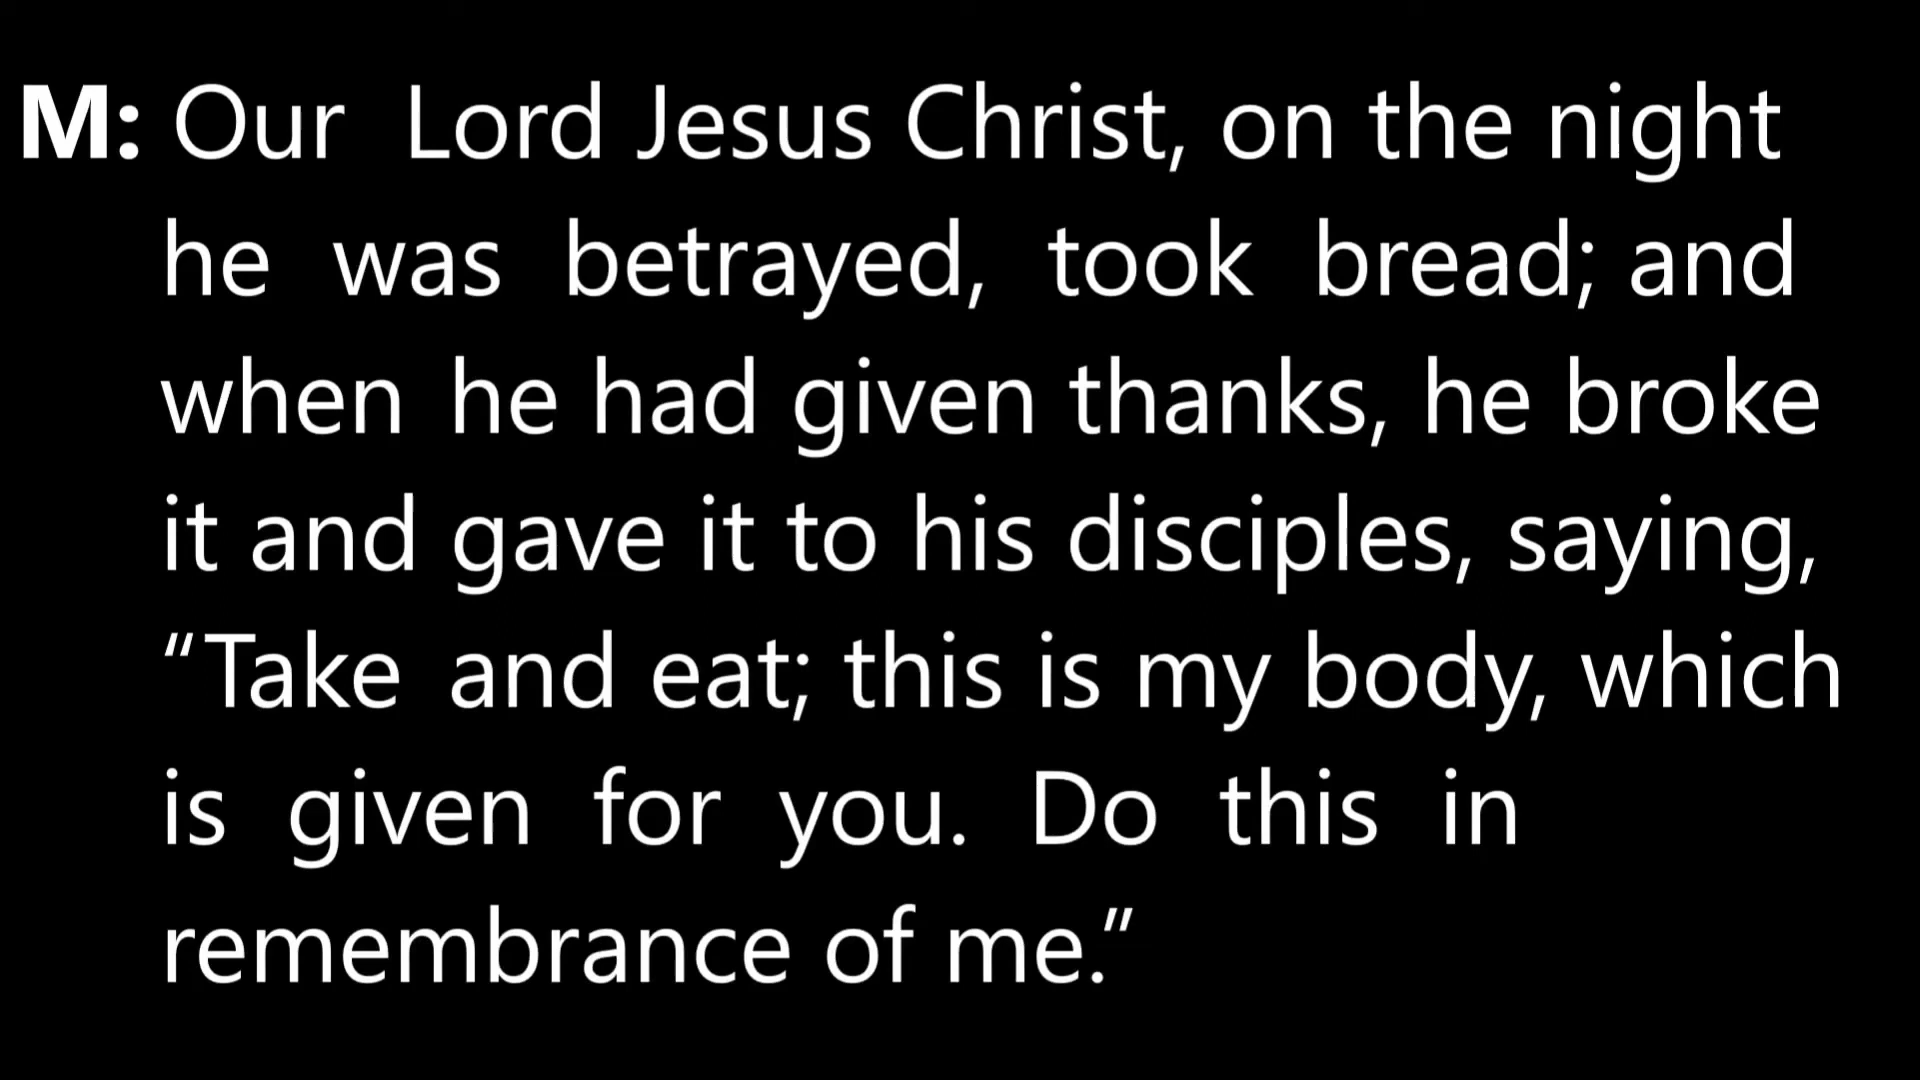 M: Our Lord Jesus Christ, on the night
he was betrayed, took bread; and
when he had given thanks, he broke
it and gave it to his disciples, saying,
“Take and eat; this is my body, which
is given for you. Do this in
remembrance of me.”